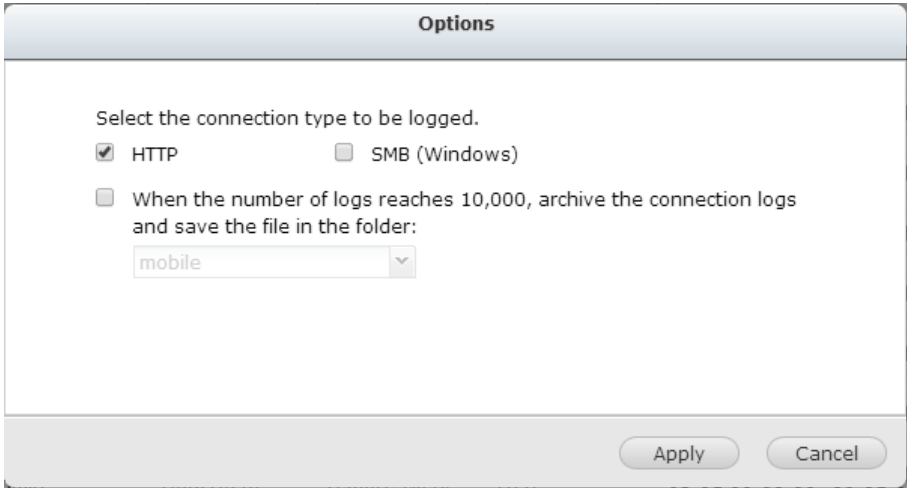 Options
Select the connection type to be logged.
HTTP SMB (Windows)
When the number of logs reaches 10,000, archive the connection logs
and save the file in the folder:
mobile
Apply Cancel